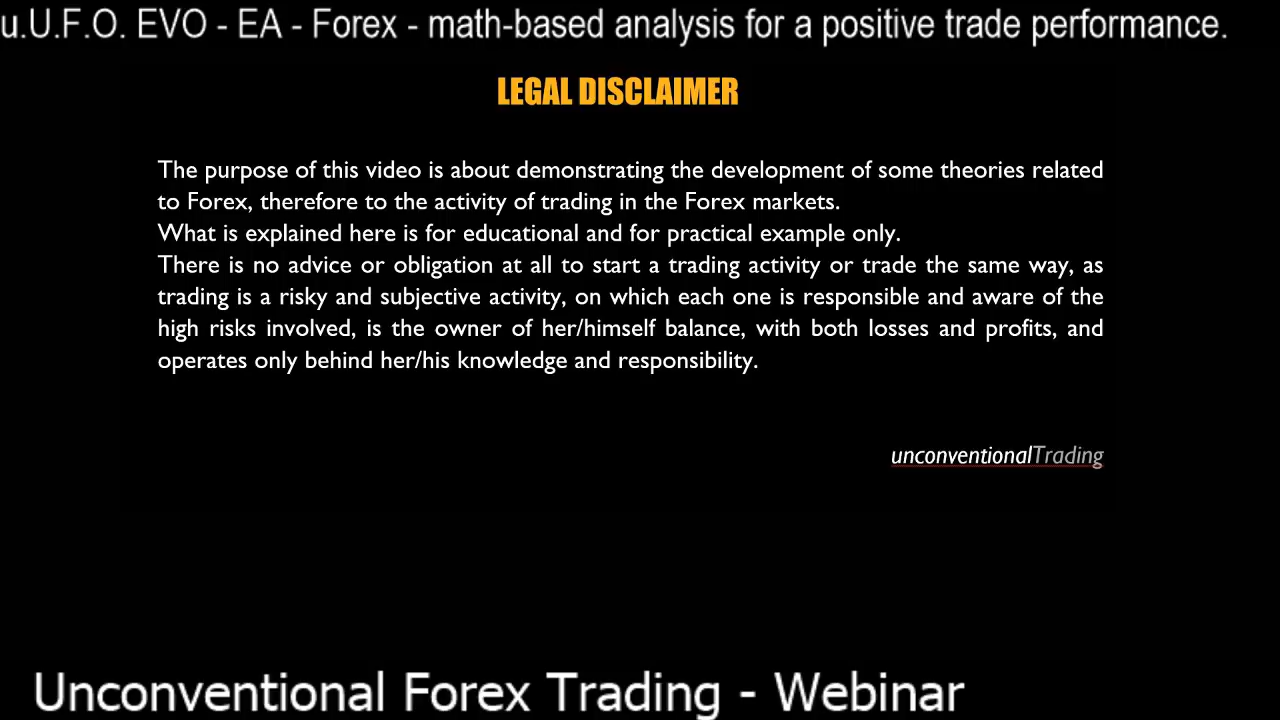 u.U.F.O. EVO - EA - Forex - math-based analysis for a positive trade performance.
LEGAL DISCLAIMER
The purpose of this video is about demonstrating the development of some theories related
to Forex, therefore to the activity of trading in the Forex markets.
What is explained here is for educational and for practical example only.
There is no advice or obligation at all to start a trading activity or trade the same way, as
trading is a risky and subjective activity, on which each one is responsible and aware of the
high risks involved, is the owner of her/himself balance, with both losses and profits, and
operates only behind her/his knowledge and responsibility.
unconventionalTrading
Unconventional Forex Trading - Webinar